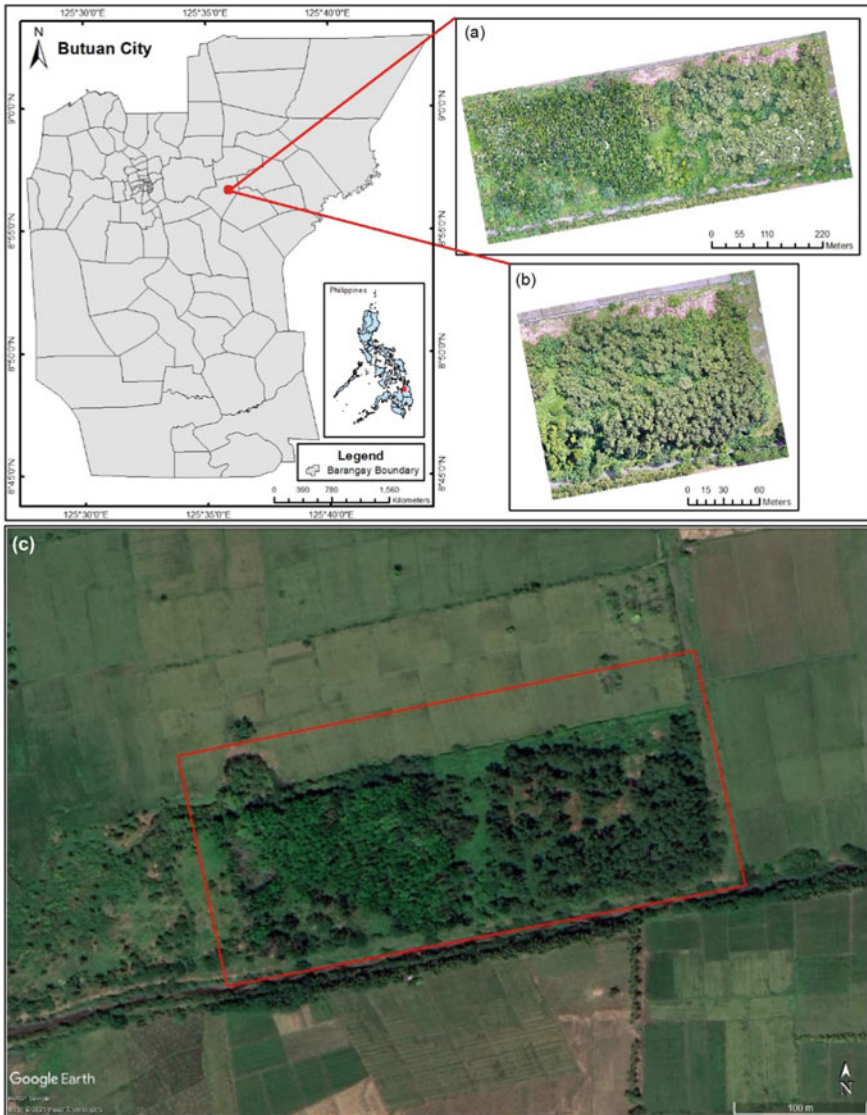 125°30'0"E 125°35'0"E 125°40'0"E
N
Butuan City
9°0'0"N
8°55'0"N
8°50'0"N
8°45'0"N
9°0'0"N
8°55'0"N
8°50'0"N
8°45'0"N
Philippines
Legend
Barangay Boundary
0 390 780 1,560
Kilometers
125°30'0"E 125°35'0"E 125°40'0"E
(a)
0 55 110 220
Meters
(b)
0 15 30 60
Meters
(c)
Google Earth
N
100 m